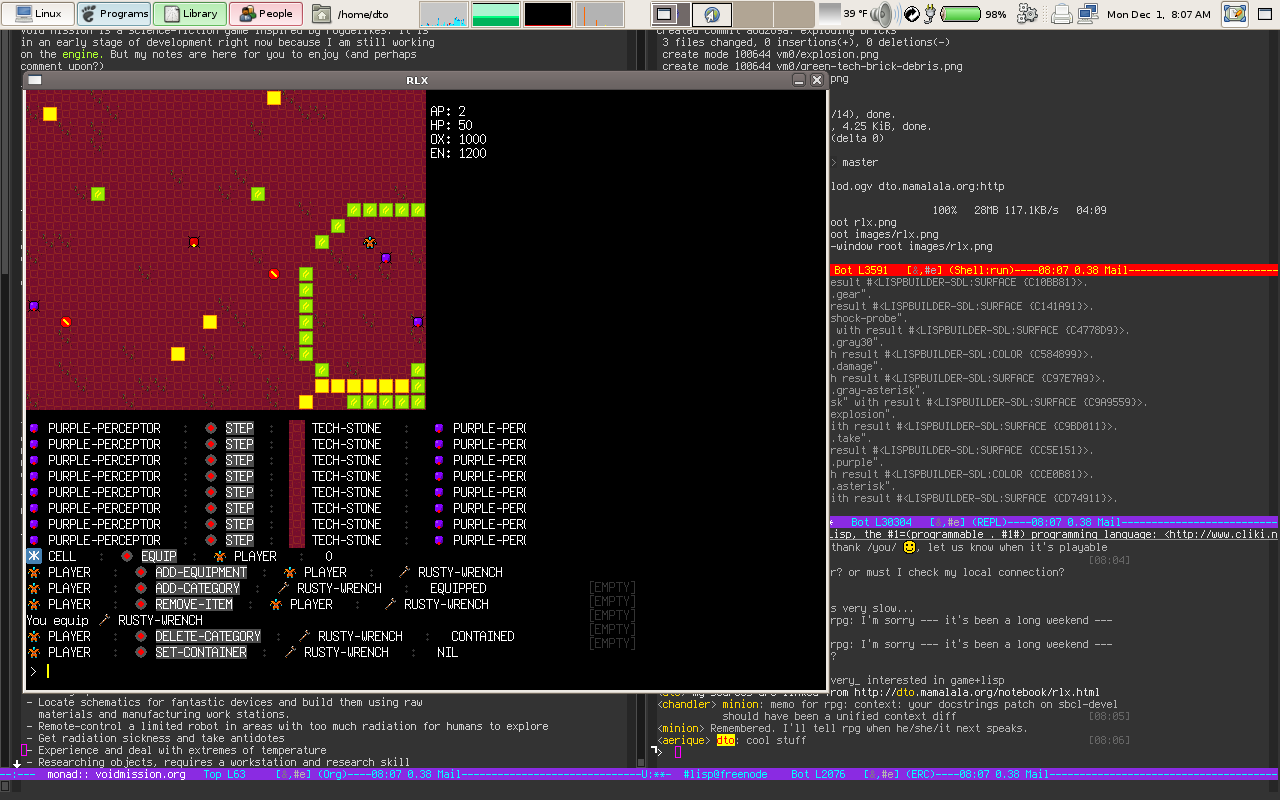 Linux Programs Library People /home/dto 39 °F 98% Mon Dec 1, 8:07 AM
void mission is a science-fiction game inspired by roguelikes. It is
in an early stage of development right now because I am still working
on the engine. But my notes are here for you to enjoy (and perhaps
comment upon?)
RLX
AP: 2
HP: 50
OX: 1000
EN: 1200
PURPLE-PERCEPTOR : STEP : TECH-STONE : PURPLE-PER(
PURPLE-PERCEPTOR : STEP : TECH-STONE : PURPLE-PER(
PURPLE-PERCEPTOR : STEP : TECH-STONE : PURPLE-PER(
PURPLE-PERCEPTOR : STEP : TECH-STONE : PURPLE-PER(
PURPLE-PERCEPTOR : STEP : TECH-STONE : PURPLE-PER(
PURPLE-PERCEPTOR : STEP : TECH-STONE : PURPLE-PER(
PURPLE-PERCEPTOR : STEP : TECH-STONE : PURPLE-PER(
PURPLE-PERCEPTOR : STEP : TECH-STONE : PURPLE-PER(
CELL : EQUIP : PLAYER : 0
PLAYER : ADD-EQUIPMENT : PLAYER : RUSTY-WRENCH
PLAYER : ADD-CATEGORY : RUSTY-WRENCH : EQUIPPED
PLAYER : REMOVE-ITEM : PLAYER : RUSTY-WRENCH
You equip RUSTY-WRENCH
PLAYER : DELETE-CATEGORY : RUSTY-WRENCH : CONTAINED
PLAYER : SET-CONTAINER : RUSTY-WRENCH : NIL
>
[EMPTY]
[EMPTY]
[EMPTY]
[EMPTY]
[EMPTY]
- Locate schematics for fantastic devices and build them using raw
materials and manufacturing work stations.
- Remote-control a limited robot in areas with too much radiation for humans to explore
- Get radiation sickness and take antidotes
- Experience and deal with extremes of temperature
- Researching objects, requires a workstation and research skill
--:--- monad:: voidmission.org Top L63 [&,#e] (Org)----08:07 0.38 Mail
created commit add269a: exploding bricks
3 files changed, 0 insertions(+), 0 deletions(-)
create mode 100644 vm0/explosion.png
create mode 100644 vm0/green-tech-brick-debris.png
png
/14), done.
, 4.25 KiB, done.
(delta 0)
> master
lod.ogv dto.mamalala.org:http
100% 28MB 117.1KB/s 04:09
oot rlx.png
oot images/rlx.png
-window root images/rlx.png
Bot L3591 [&,#e] (Shell:run)----08:07 0.38 Mail
esult #<LISPBUILDER-SDL:SURFACE {C10BB81}>.
.gear".
result #<LISPBUILDER-SDL:SURFACE {C141A91}>.
shock-probe".
with result #<LISPBUILDER-SDL:SURFACE {C4778D9}>.
.gray30".
h result #<LISPBUILDER-SDL:COLOR {C584899}>.
.damage".
th result #<LISPBUILDER-SDL:SURFACE {C97E7A9}>.
.gray-asterisk".
sk" with result #<LISPBUILDER-SDL:SURFACE {C9A9559}>.
explosion".
ith result #<LISPBUILDER-SDL:SURFACE {C9BD011}>.
.take".
result #<LISPBUILDER-SDL:SURFACE {CC5E151}>.
.purple".
h result #<LISPBUILDER-SDL:COLOR {CCE0B81}>.
.asterisk".
ith result #<LISPBUILDER-SDL:SURFACE {CD74911}>.
Bot L30304 [&,#e] (REPL)----08:07 0.38 Mail
Lisp, the #1=(programmable . #1#) programming language: <http://www.cliki.n
thank /you/ , let us know when it's playable
[08:04]
r? or must I check my local connection?
s very slow...
rpg: I'm sorry --- it's been a long weekend ---
rpg: I'm sorry --- it's been a long weekend ---
?
very_ interested in game+lisp
<dto> my sources are linked from http://dto.mamalala.org/notebook/rlx.html
<chandler> minion: memo for rpg: context: your docstrings patch on sbcl-devel
should have been a unified context diff [08:05]
<minion> Remembered. I'll tell rpg when he/she/it next speaks.
<aerique> dto: cool stuff [08:06]
>
U:**- #lisp@freenode Bot L2076 [&,#e] (ERC)----08:07 0.38 Mail